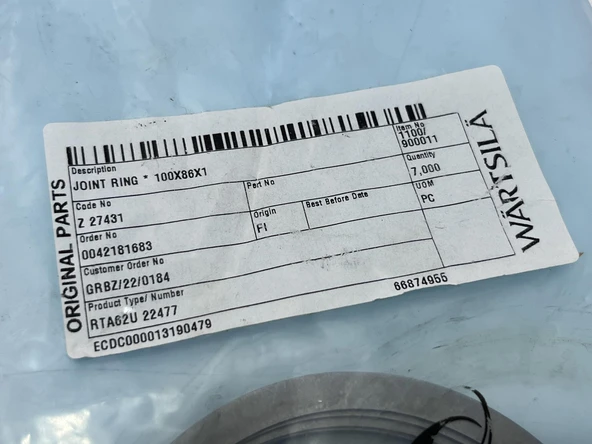 ORIGINAL PARTS
WÄRTSILÄ
Description
JOINT RING * 100X86X1
Item No
1100/
900011
Code No
Z 27431
Part No
Quantity
7,000
Order No
0042181683
Origin
FI
Best Before Date
UOM
PC
Customer Order No
GRBZ/22/0184
Product Type/ Number
RTA62U 22477
66874955
ECDC000013190479